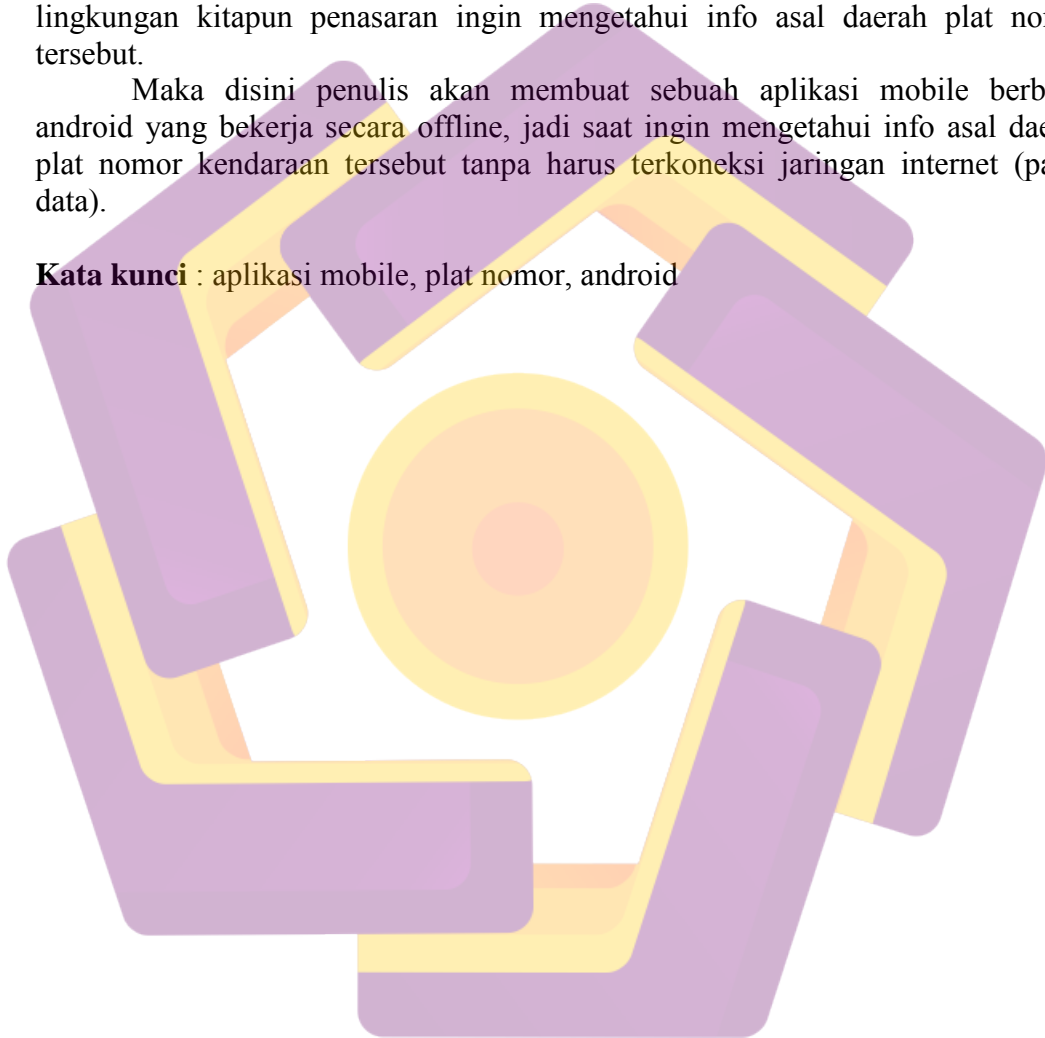 lingkungan kitapun penasaran ingin mengetahui info asal daerah plat
tersebut.
Maka disini penulis akan membuat sebuah aplikasi mobile
android yang bekerja secara offline, jadi saat ingin mengetahui info asal
plat nomor kendaraan tersebut tanpa harus terkoneksi jaringan internet
data).
Kata kunci : aplikasi mobile, plat nomor, android